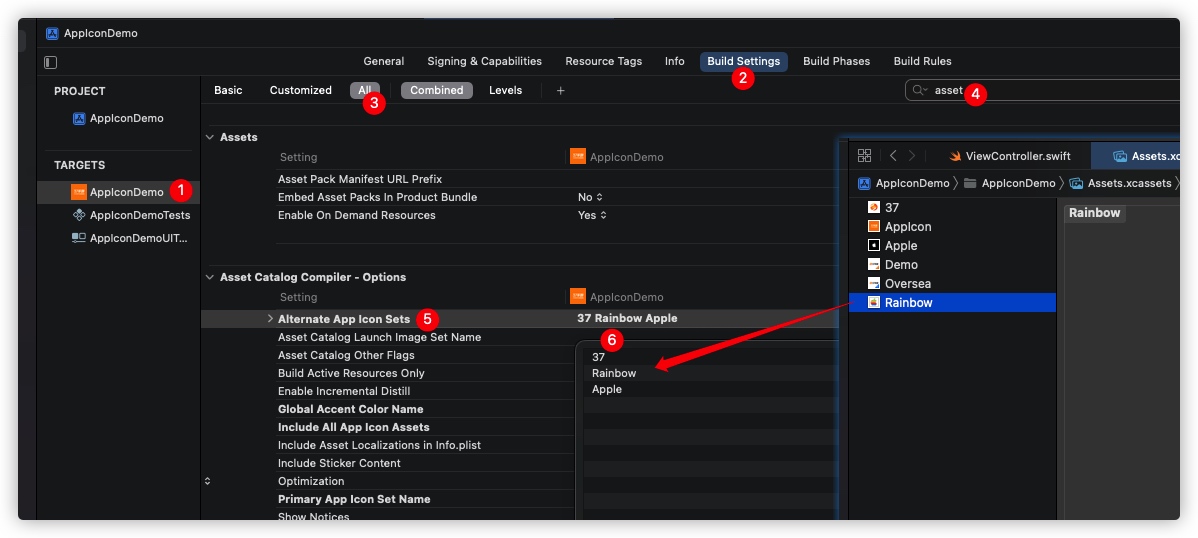 AppIconDemo
General Signing & Capabilities Resource Tags Info Build Settings Build Phases Build Rules
2
PROJECT
AppIconDemo
TARGETS
AppIconDemo 1
AppIconDemoTests
AppIconDemoUIT...
Basic Customized All Combined Levels +
3
asset 4
Assets
Setting AppIconDemo
Asset Pack Manifest URL Prefix
Embed Asset Packs In Product Bundle No
Enable On Demand Resources Yes
Asset Catalog Compiler - Options
Setting AppIconDemo
Alternate App Icon Sets 5 37 Rainbow Apple
Asset Catalog Launch Image Set Name
Asset Catalog Other Flags
Build Active Resources Only
Enable Incremental Distill
Global Accent Color Name
Include All App Icon Assets
Include Asset Localizations in Info.plist
Include Sticker Content
Optimization
Primary App Icon Set Name
Show Notices
6
37
Rainbow
Apple
ViewController.swift Assets.xc
AppIconDemo AppIconDemo Assets.xcassets
37
AppIcon
Apple
Demo
Oversea
Rainbow
Rainbow